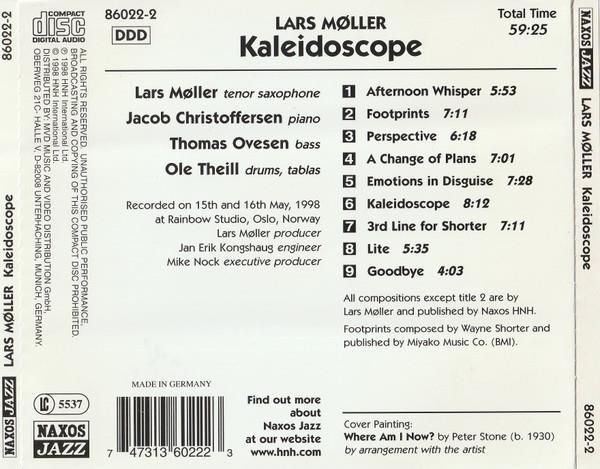 86022-2
NAXOS JAZZ LARS MØLLER Kaleidoscope
COMPACT
disc
DIGITAL AUDIO
ALL RIGHTS RESERVED. UNAUTHORISED PUBLIC PERFORMANCE,
BROADCASTING AND COPYING OF THIS COMPACT DISC PROHIBITED.
℗ 1998 HNH International Ltd.
© 1998 HNH International Ltd.
DISTRIBUTED BY: MVD MUSIC AND VIDEO DISTRIBUTION GmbH,
OBERWEG 21C- HALLE V, D-82008 UNTERHACHING, MUNICH, GERMANY.
LC 5537
NAXOS
JAZZ
86022-2
DDD
LARS MØLLER
Kaleidoscope
Total Time
59:25
Lars Møller tenor saxophone
Jacob Christoffersen piano
Thomas Ovesen bass
Ole Theill drums, tablas
Recorded on 15th and 16th May, 1998
at Rainbow Studio, Oslo, Norway
Lars Møller producer
Jan Erik Kongshaug engineer
Mike Nock executive producer
1 Afternoon Whisper 5:53
2 Footprints 7:11
3 Perspective 6:18
4 A Change of Plans 7:01
5 Emotions in Disguise 7:28
6 Kaleidoscope 8:12
7 3rd Line for Shorter 7:11
8 Lite 5:35
9 Goodbye 4:03
All compositions except title 2 are by
Lars Møller and published by Naxos HNH.
Footprints composed by Wayne Shorter and
published by Miyako Music Co. (BMI).
MADE IN GERMANY
7 47313 60222 3
Find out more
about
Naxos Jazz
at our website
www.hnh.com
Cover Painting:
Where Am I Now? by Peter Stone (b. 1930)
by arrangement with the artist
NAXOS JAZZ LARS MØLLER Kaleidoscope
86022-2